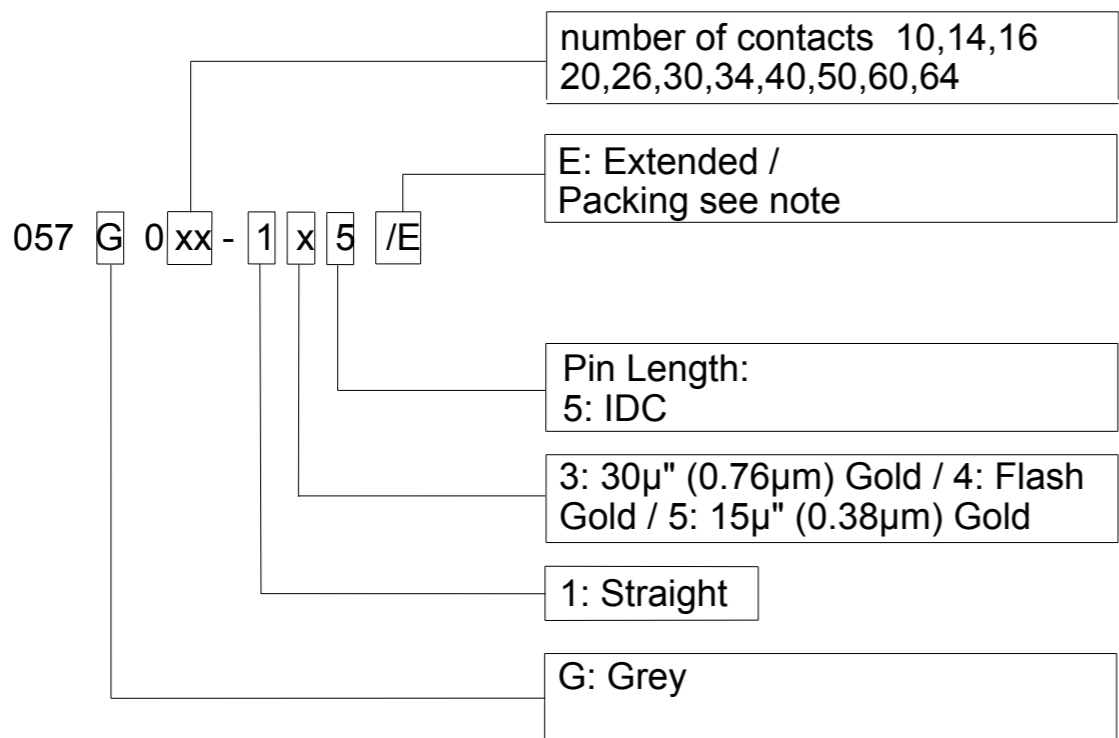 number of contacts 10,14,16
20,26,30,34,40,50,60,64
E: Extended /
Packing see note
057 G 0 xx - 1 x 5 /E
Pin Length:
5: IDC
3: 30µ" (0.76µm) Gold / 4: Flash
Gold / 5: 15µ" (0.38µm) Gold
1: Straight
G: Grey